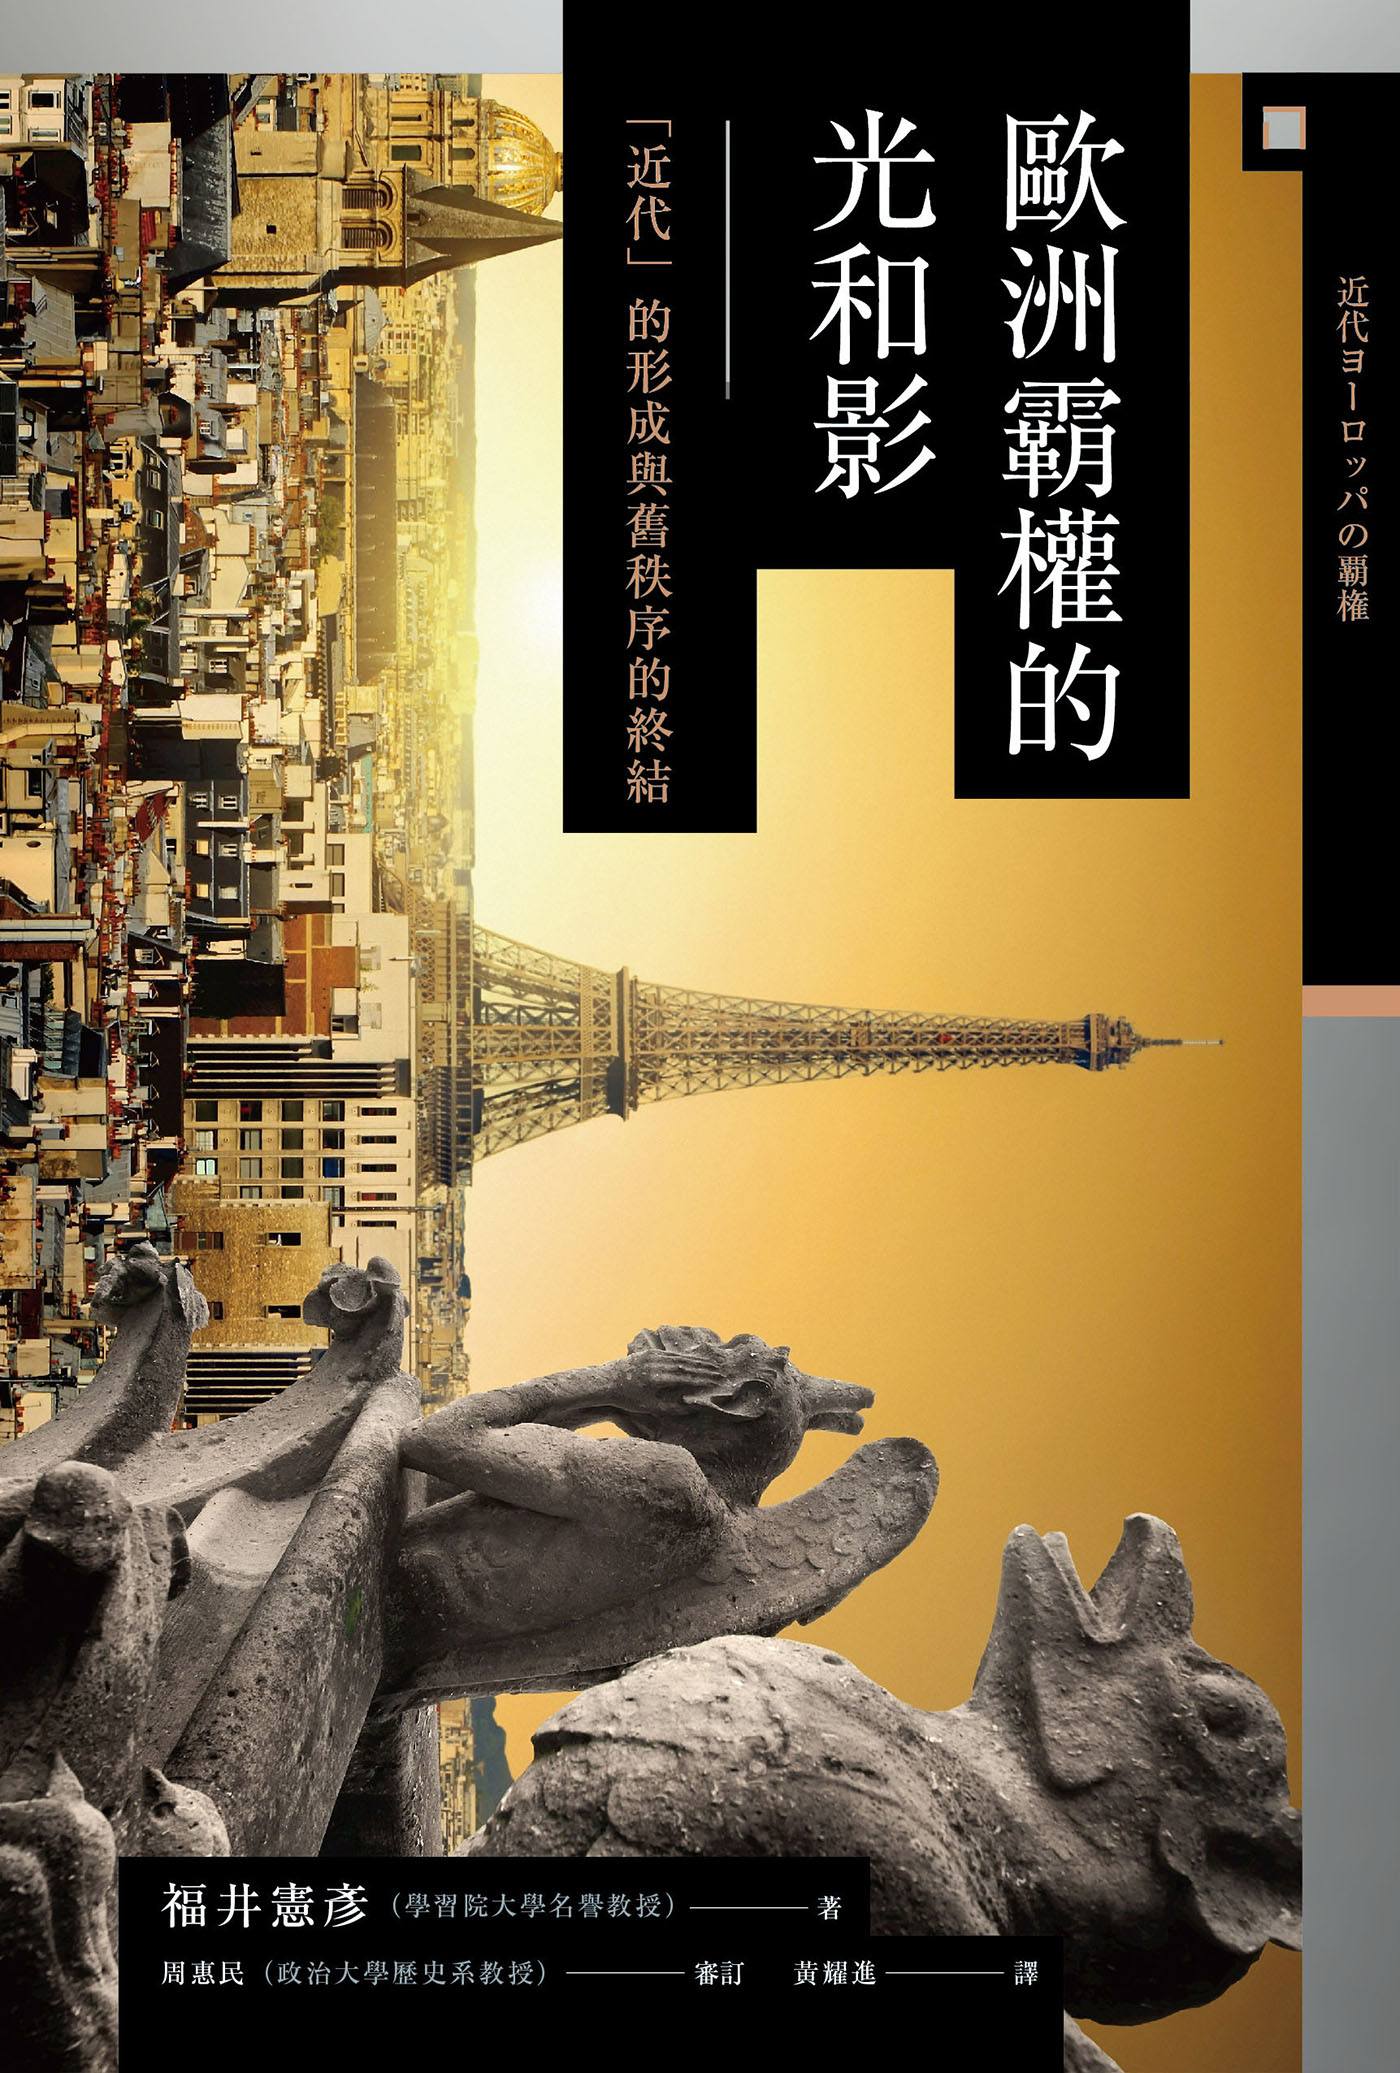 近代ヨーロッパの覇権
歐洲霸權的
光和影
「近代」的形成與舊秩序的終結
福井憲彥（學習院大學名譽教授）———著
周惠民（政治大學歷史系教授）———審訂　黃耀進———譯